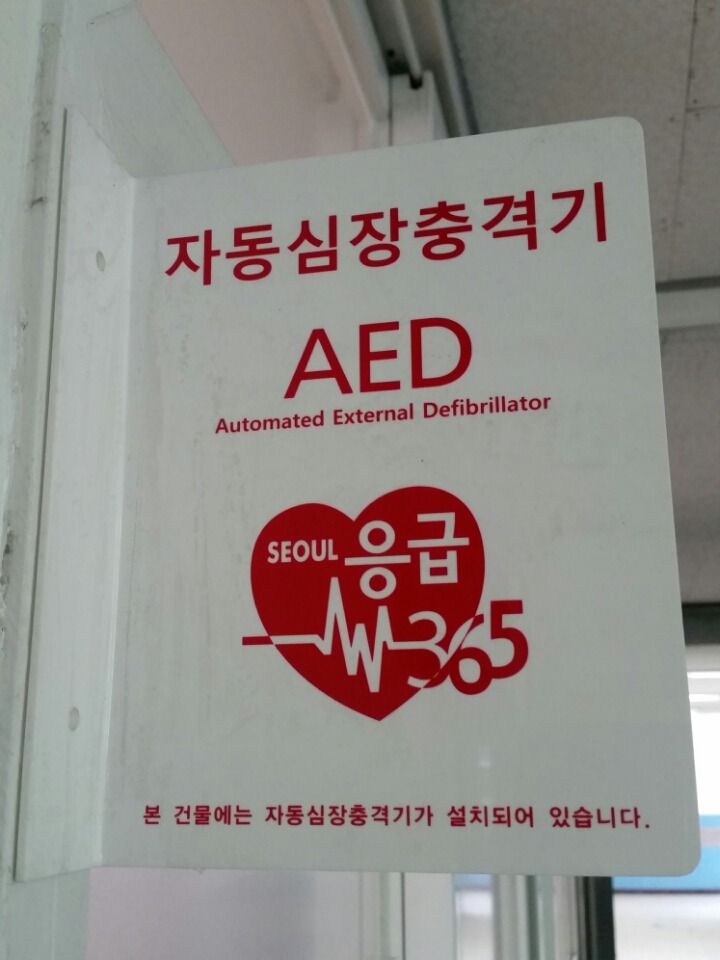 자동심장충격기
AED
Automated External Defibrillator
SEOUL 응급
365
본 건물에는 자동심장충격기가 설치되어 있습니다.